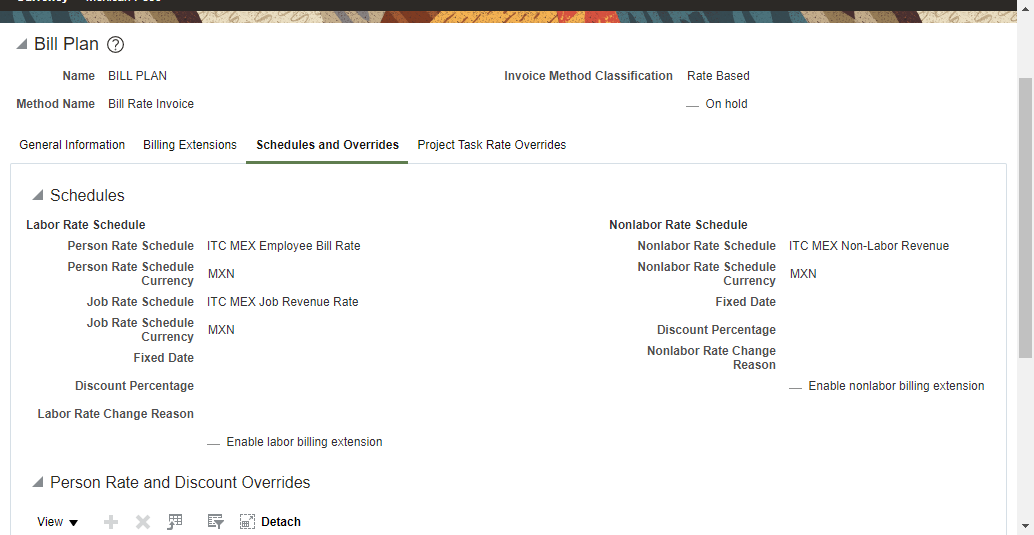 Currency Mexican Peso
Bill Plan
Name BILL PLAN
Invoice Method Classification Rate Based
Method Name Bill Rate Invoice
On hold
General Information Billing Extensions Schedules and Overrides Project Task Rate Overrides
Schedules
Labor Rate Schedule
Person Rate Schedule ITC MEX Employee Bill Rate
Person Rate Schedule
Currency MXN
Job Rate Schedule ITC MEX Job Revenue Rate
Job Rate Schedule
Currency MXN
Fixed Date
Discount Percentage
Labor Rate Change Reason
Enable labor billing extension
Nonlabor Rate Schedule
Nonlabor Rate Schedule ITC MEX Non-Labor Revenue
Nonlabor Rate Schedule
Currency MXN
Fixed Date
Discount Percentage
Nonlabor Rate Change
Reason
Enable nonlabor billing extension
Person Rate and Discount Overrides
View Detach